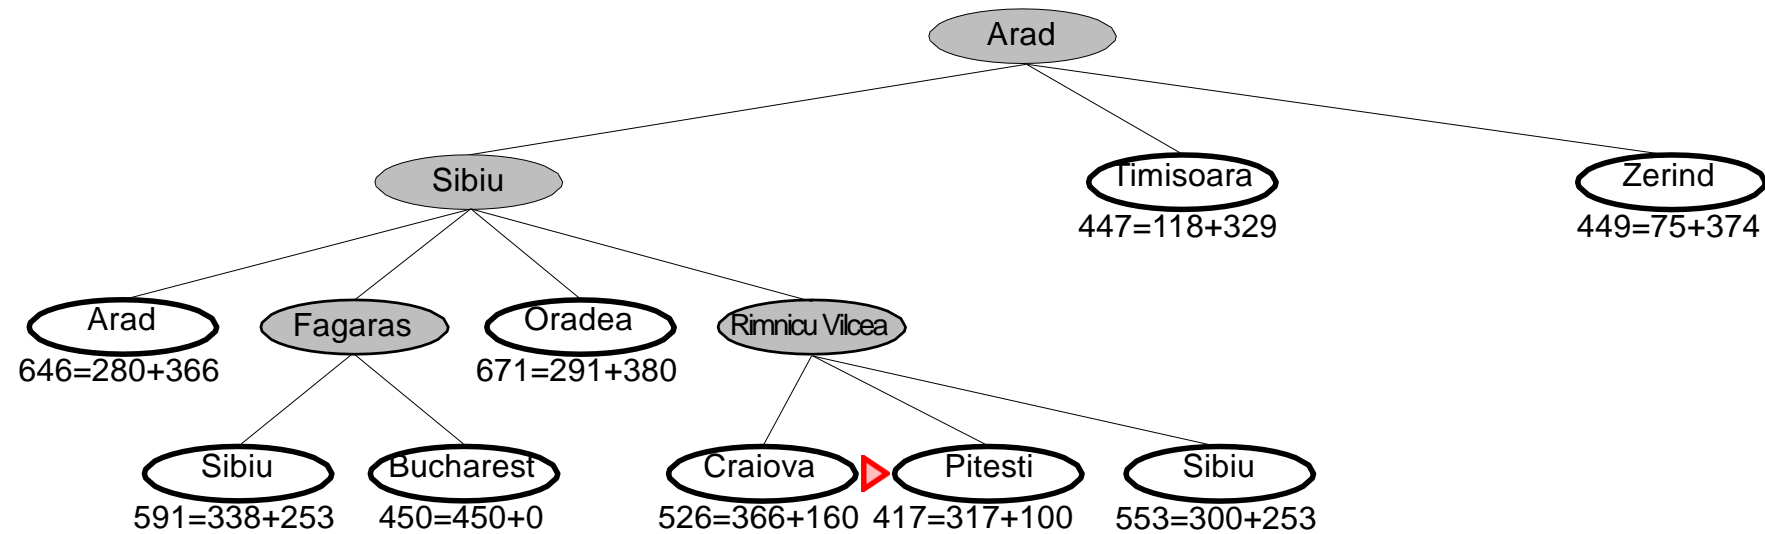 Arad
Sibiu
Timisoara
Zerind
447=118+329
449=75+374
Arad
Fagaras
Oradea
Rimnicu Vilcea
646=280+366
671=291+380
Sibiu
Bucharest
Craiova
Pitesti
Sibiu
591=338+253
450=450+0
526=366+160
417=317+100
553=300+253